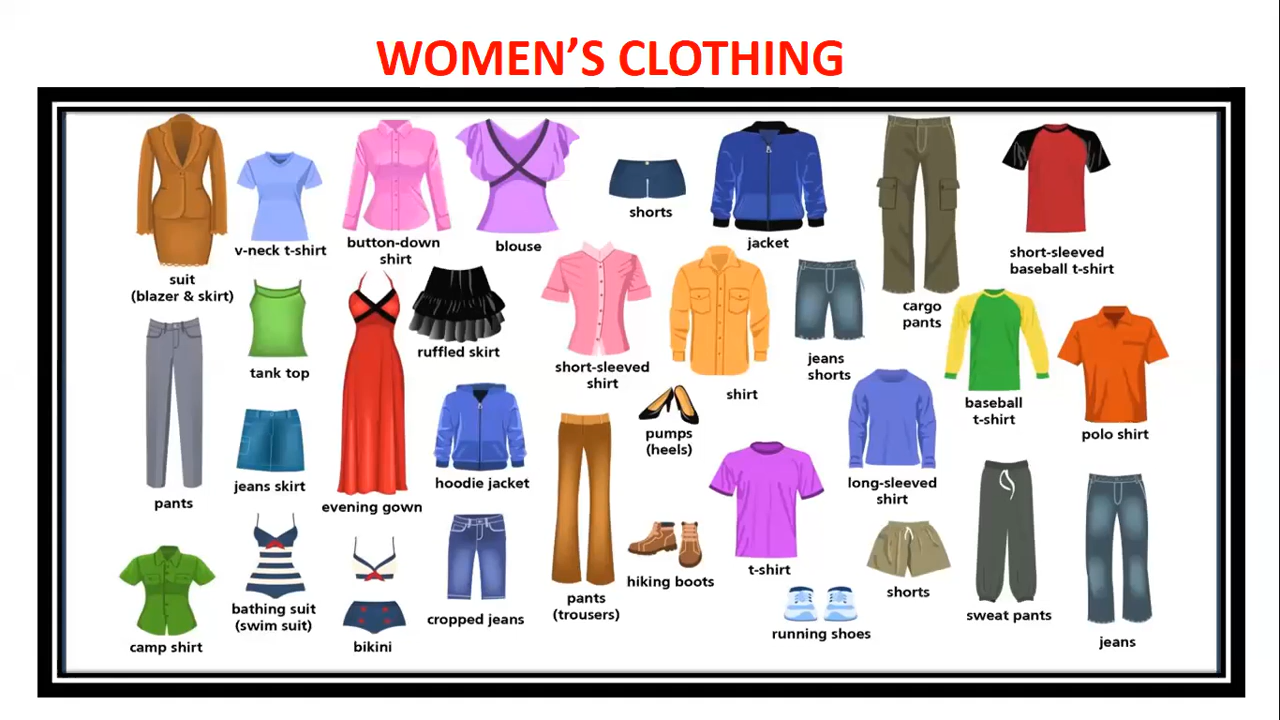 WOMEN'S CLOTHING
suit
(blazer & skirt)
v-neck t-shirt
button-down
shirt
blouse
shorts
jacket
cargo
pants
short-sleeved
baseball t-shirt
pants
tank top
evening gown
ruffled skirt
short-sleeved
shirt
shirt
jeans
shorts
baseball
t-shirt
polo shirt
jeans skirt
hoodie jacket
pumps
(heels)
long-sleeved
shirt
camp shirt
bathing suit
(swim suit)
bikini
cropped jeans
pants
(trousers)
hiking boots
t-shirt
running shoes
shorts
sweat pants
jeans